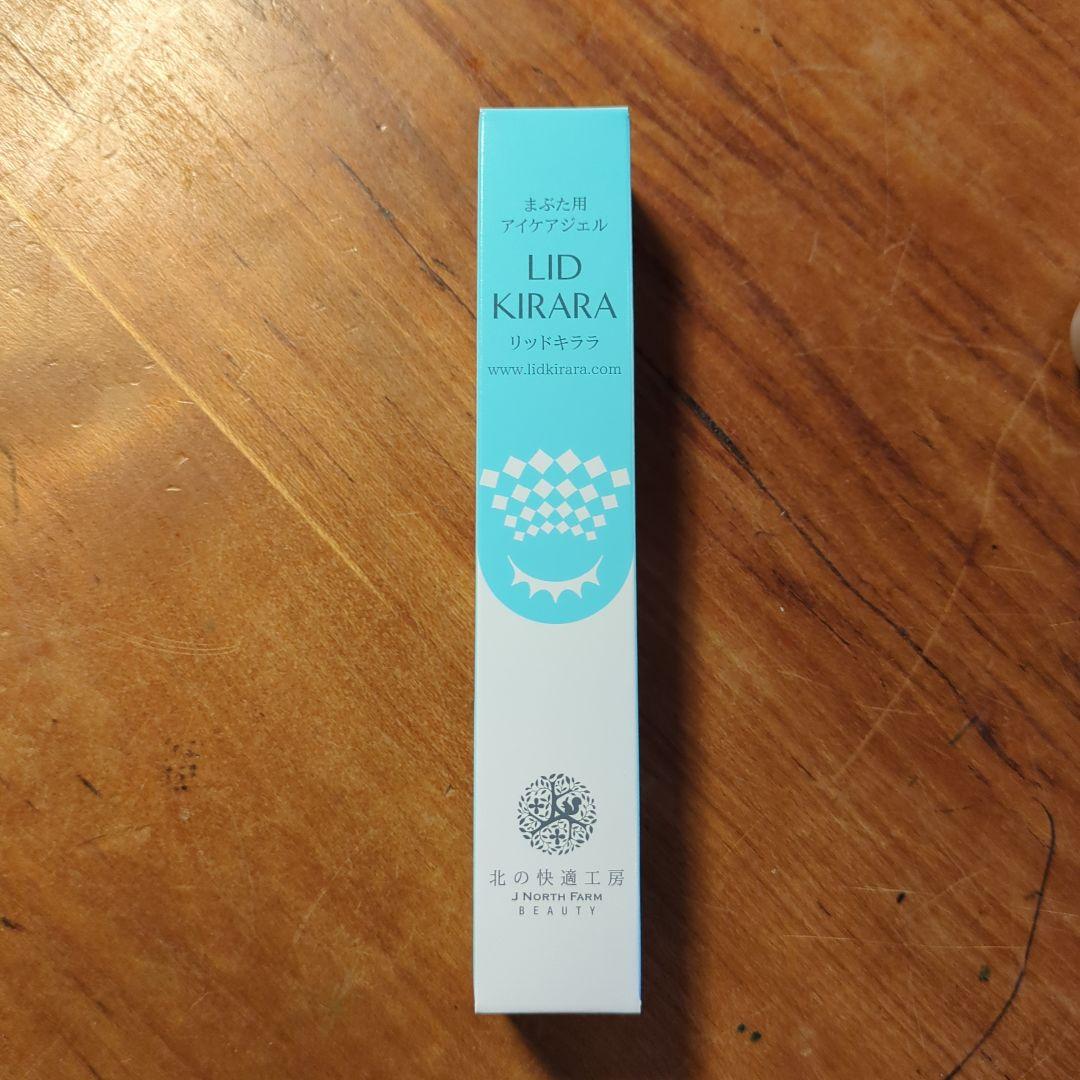 まぶた用
アイケアジェル
LID
KIRARA
リッドキララ
www.lidkirara.com
北の快適工房
J NORTH FARM
BEAUTY